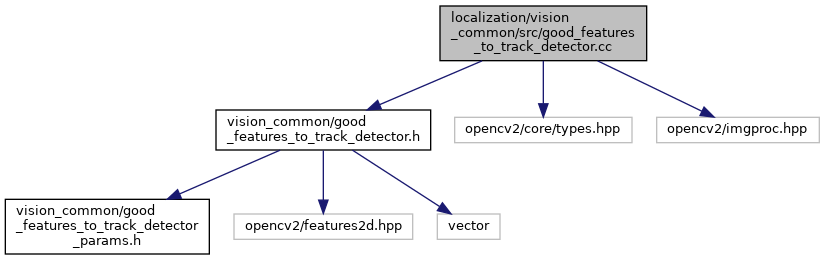 localization/vision
_common/src/good_features
_to_track_detector.cc
vision_common/good
_features_to_track_detector.h
opencv2/core/types.hpp
opencv2/imgproc.hpp
vision_common/good
_features_to_track_detector
_params.h
opencv2/features2d.hpp
vector